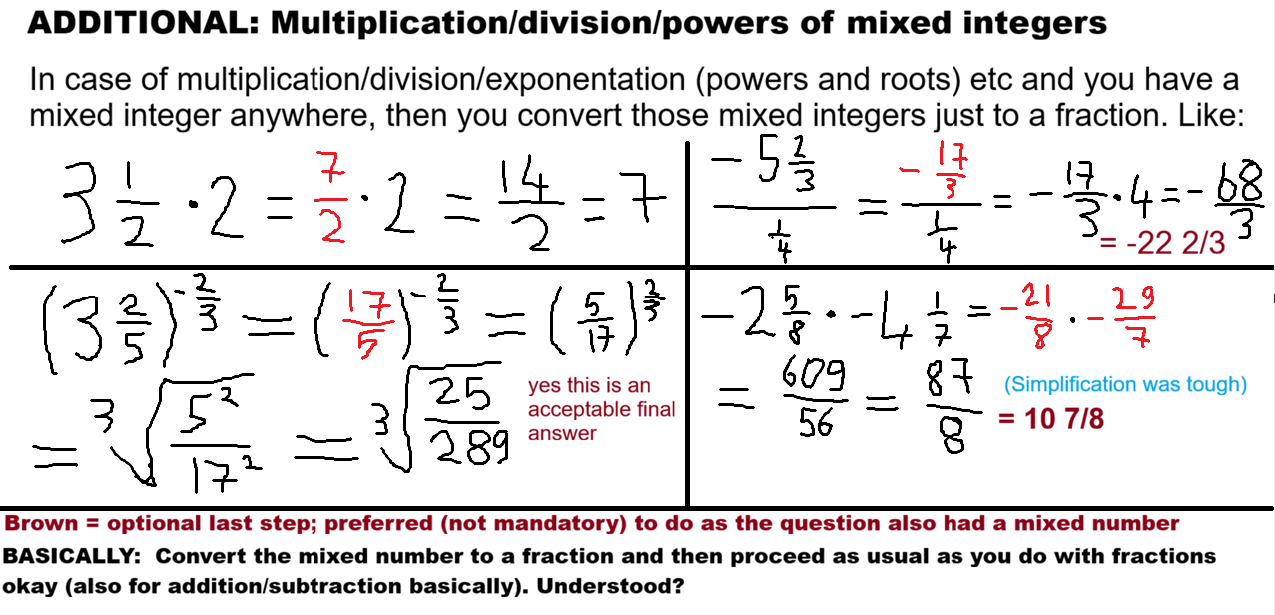 ADDITIONAL: Multiplication/division/powers of mixed integers
In case of multiplication/division/exponentation (powers and roots) etc and you have a
mixed integer anywhere, then you convert those mixed integers just to a fraction. Like:
3 1/2 · 2 = 7/2 · 2 = 14/2 = 7
(-5 2/3)/(1/4) = (-17/3)/(1/4) = -17/3 · 4 = -68/3
= -22 2/3
(3 2/5)^(-2/3) = (17/5)^(-2/3) = (5/17)^(2/3)
= ³√(5²/17²) = ³√(25/289)
yes this is an
acceptable final
answer
-2 5/8 · -4 1/7 = -21/8 · -29/7
= 609/56 = 87/8
(Simplification was tough)
= 10 7/8
Brown = optional last step; preferred (not mandatory) to do as the question also had a mixed number
BASICALLY: Convert the mixed number to a fraction and then proceed as usual as you do with fractions
okay (also for addition/subtraction basically). Understood?